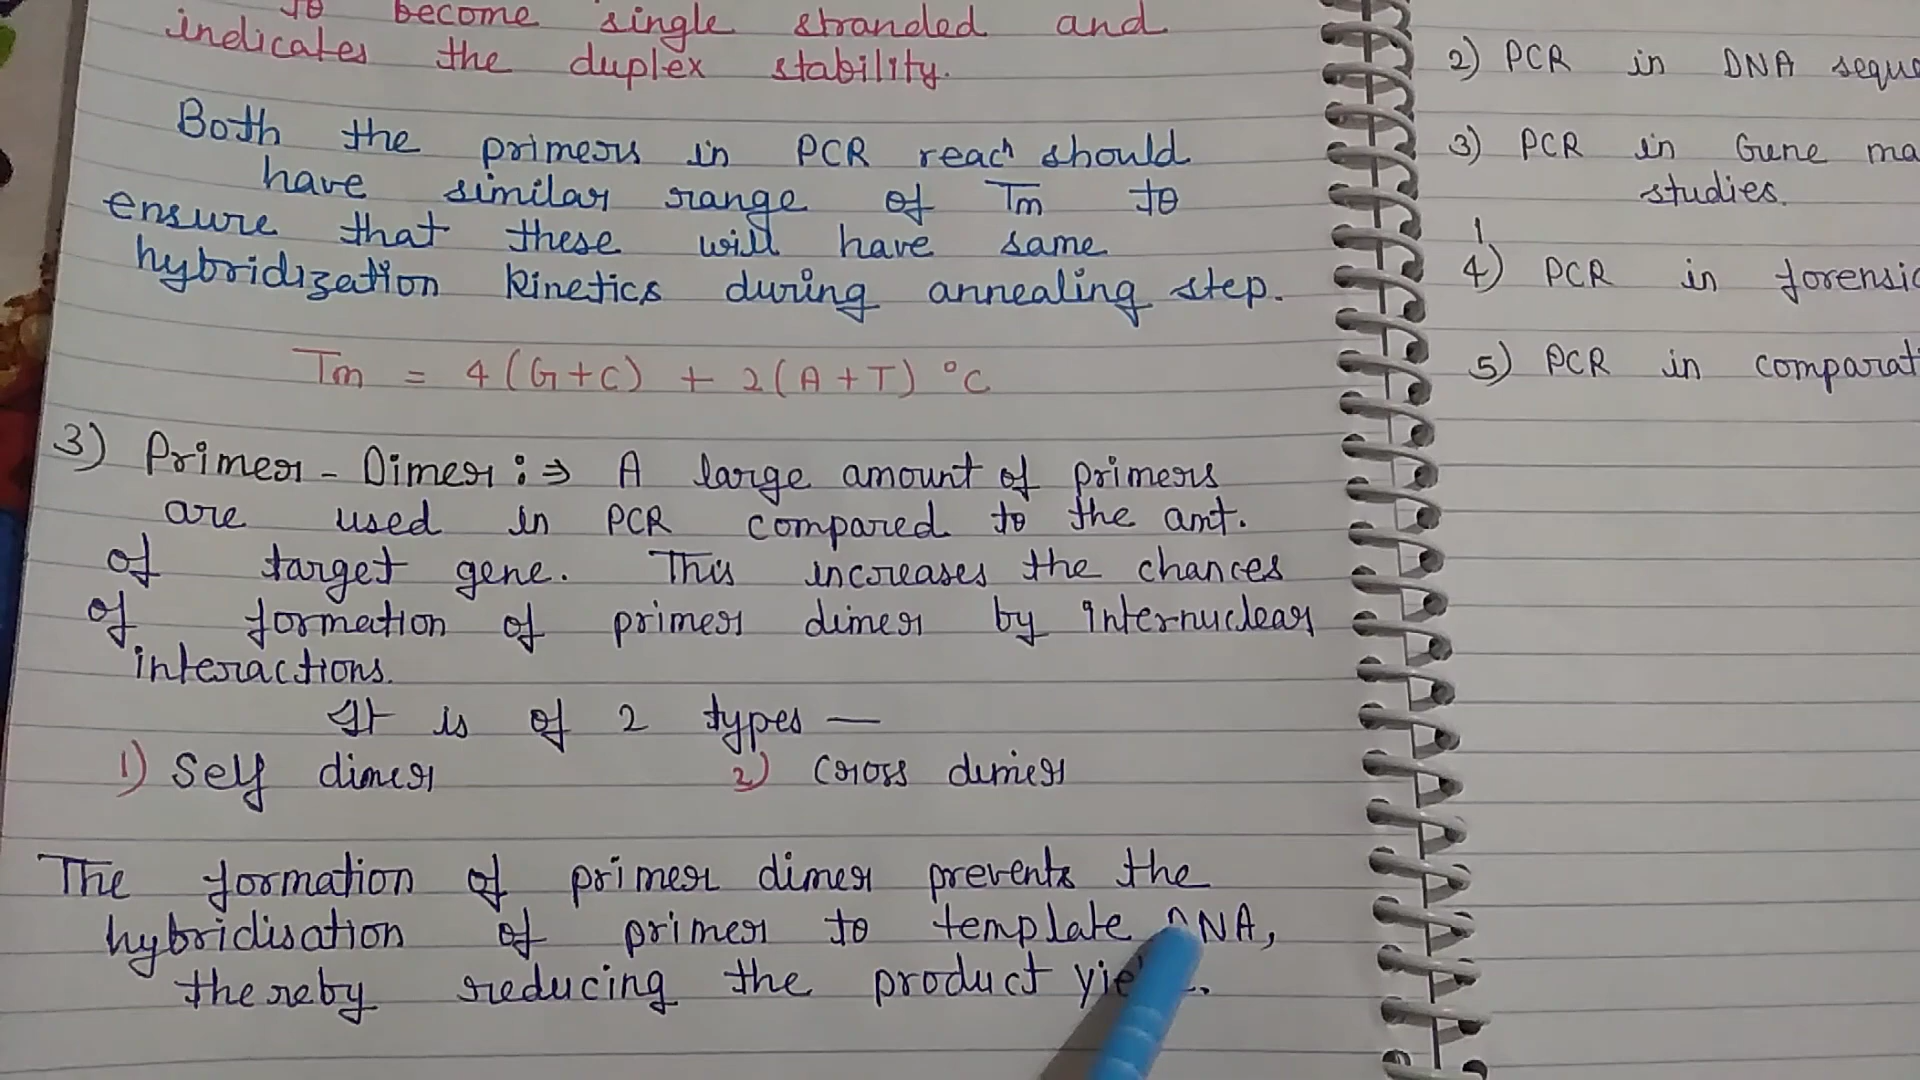 to become single stranded and
indicates the duplex stability.
Both the primers in PCR reacⁿ should
have similar range of Tm to
ensure that these will have same
hybridization kinetics during annealing step.
Tm = 4 (G+C) + 2 (A+T) °C
3) Primer - Dimer :⇒ A large amount of primers
are used in PCR compared to the amt.
of target gene. This increases the chances
of formation of primer dimer by internuclear
interactions.
It is of 2 types —
1) Self dimer 2) Cross dimer
The formation of primer dimer prevents the
hybridisation of primer to template DNA,
thereby reducing the product
2) PCR in DNA
3) PCR in Gene
studies.
4) PCR in
5) PCR in